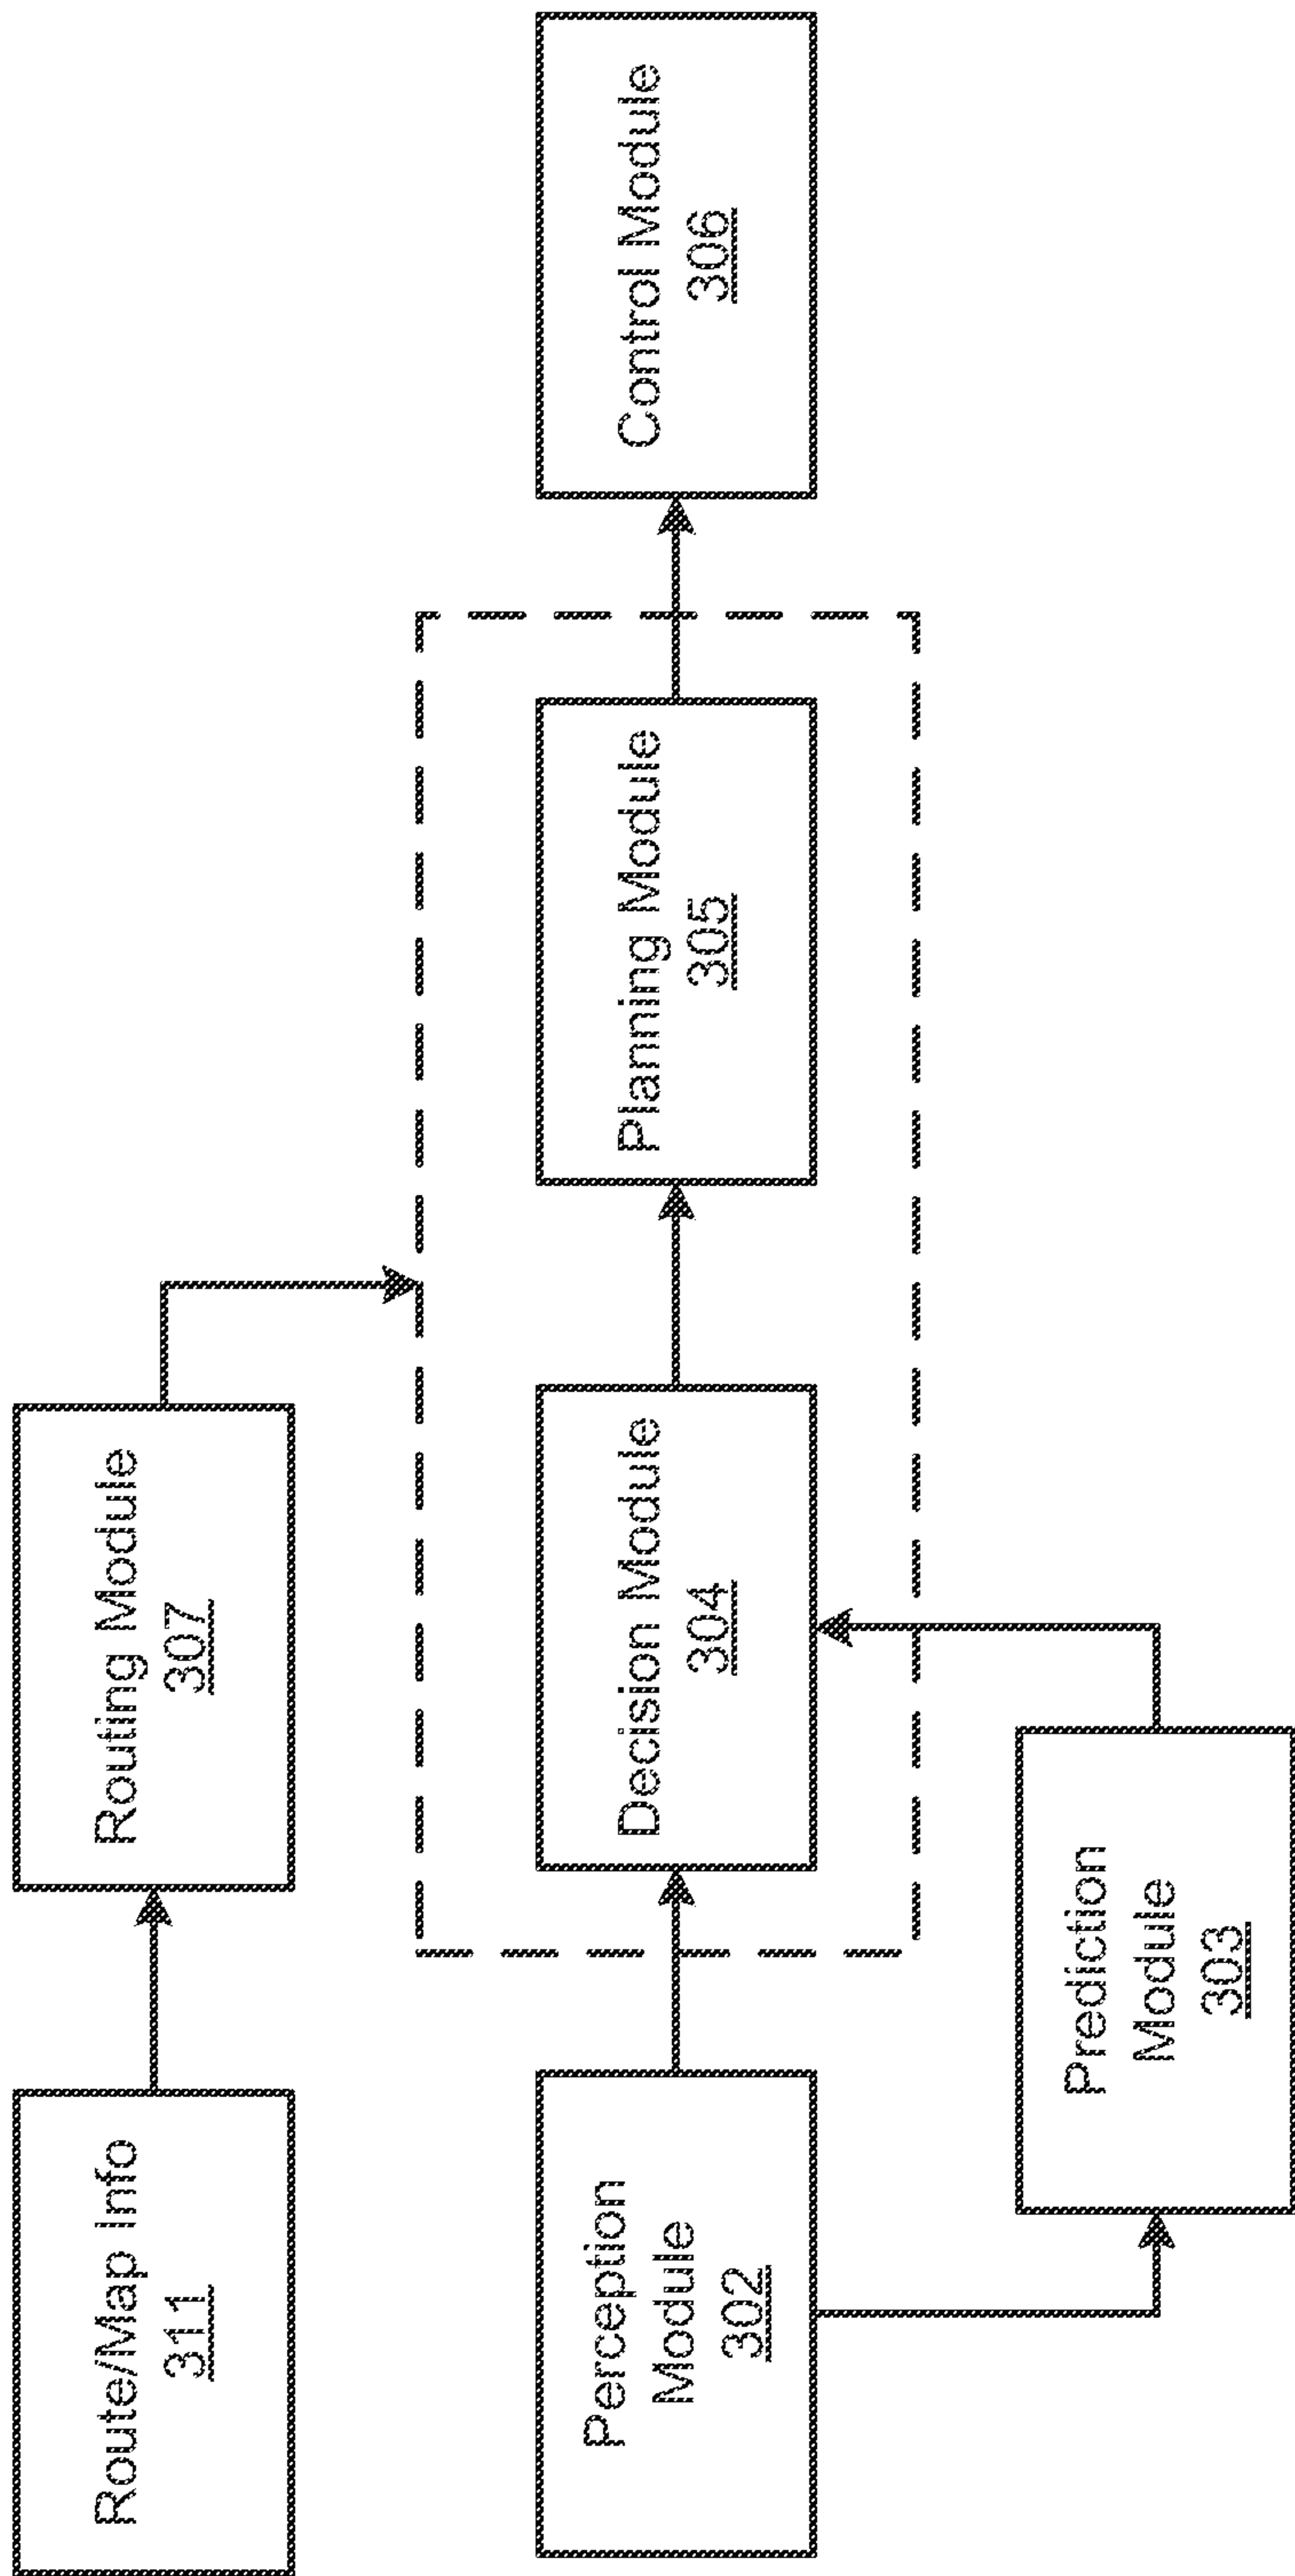 Route/Map Info
311
Routing Module
307
Perception
Module
302
Decision Module
304
Planning Module
305
Control Module
306
Prediction
Module
303